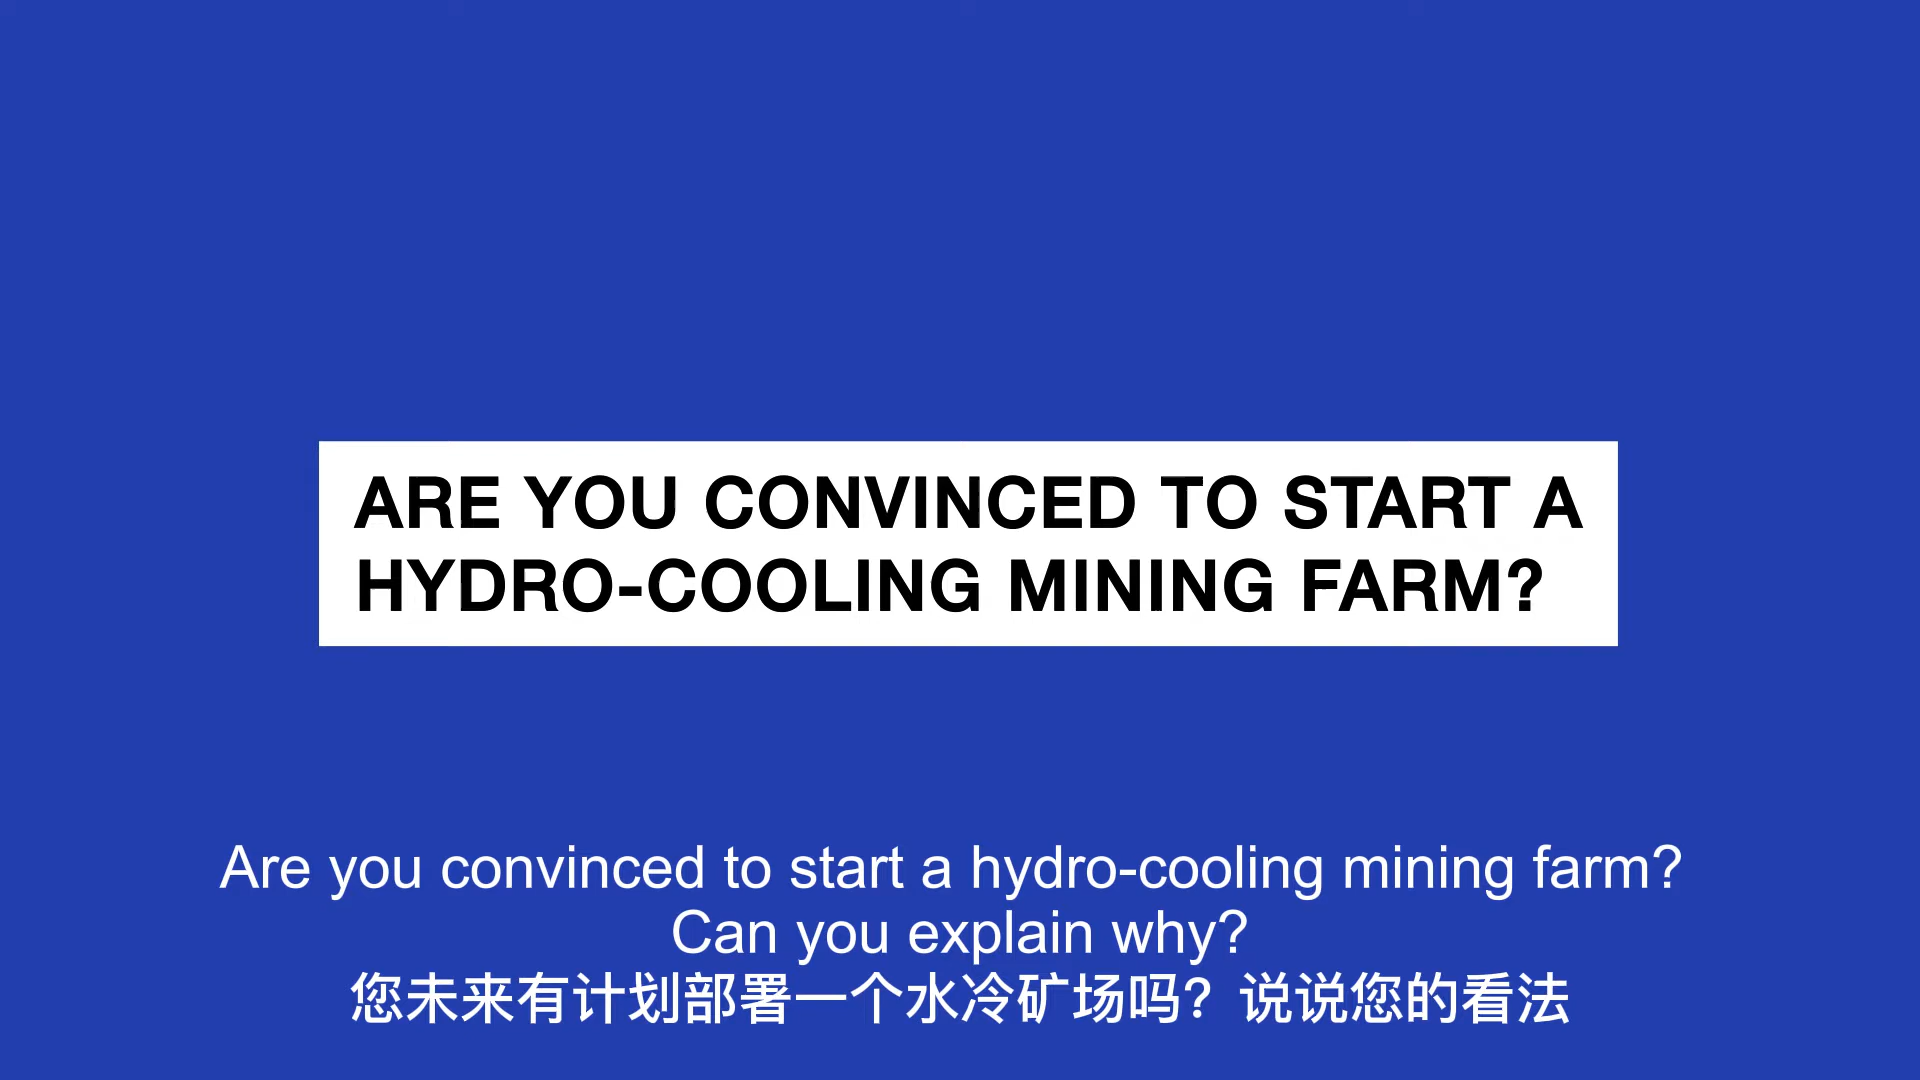 ARE YOU CONVINCED TO START A
HYDRO-COOLING MINING FARM?
Are you convinced to start a hydro-cooling mining farm?
Can you explain why?
您未来有计划部署一个水冷矿场吗？说说您的看法